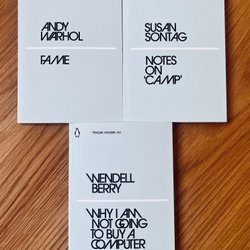 ANDY
WARHOL
FAME
SUSAN
SONTAG
NOTES
ON
'CAMP'
PENGUIN MODERN
WENDELL
BERRY
WHY I AM
NOT GOING
TO BUY A
COMPUTER